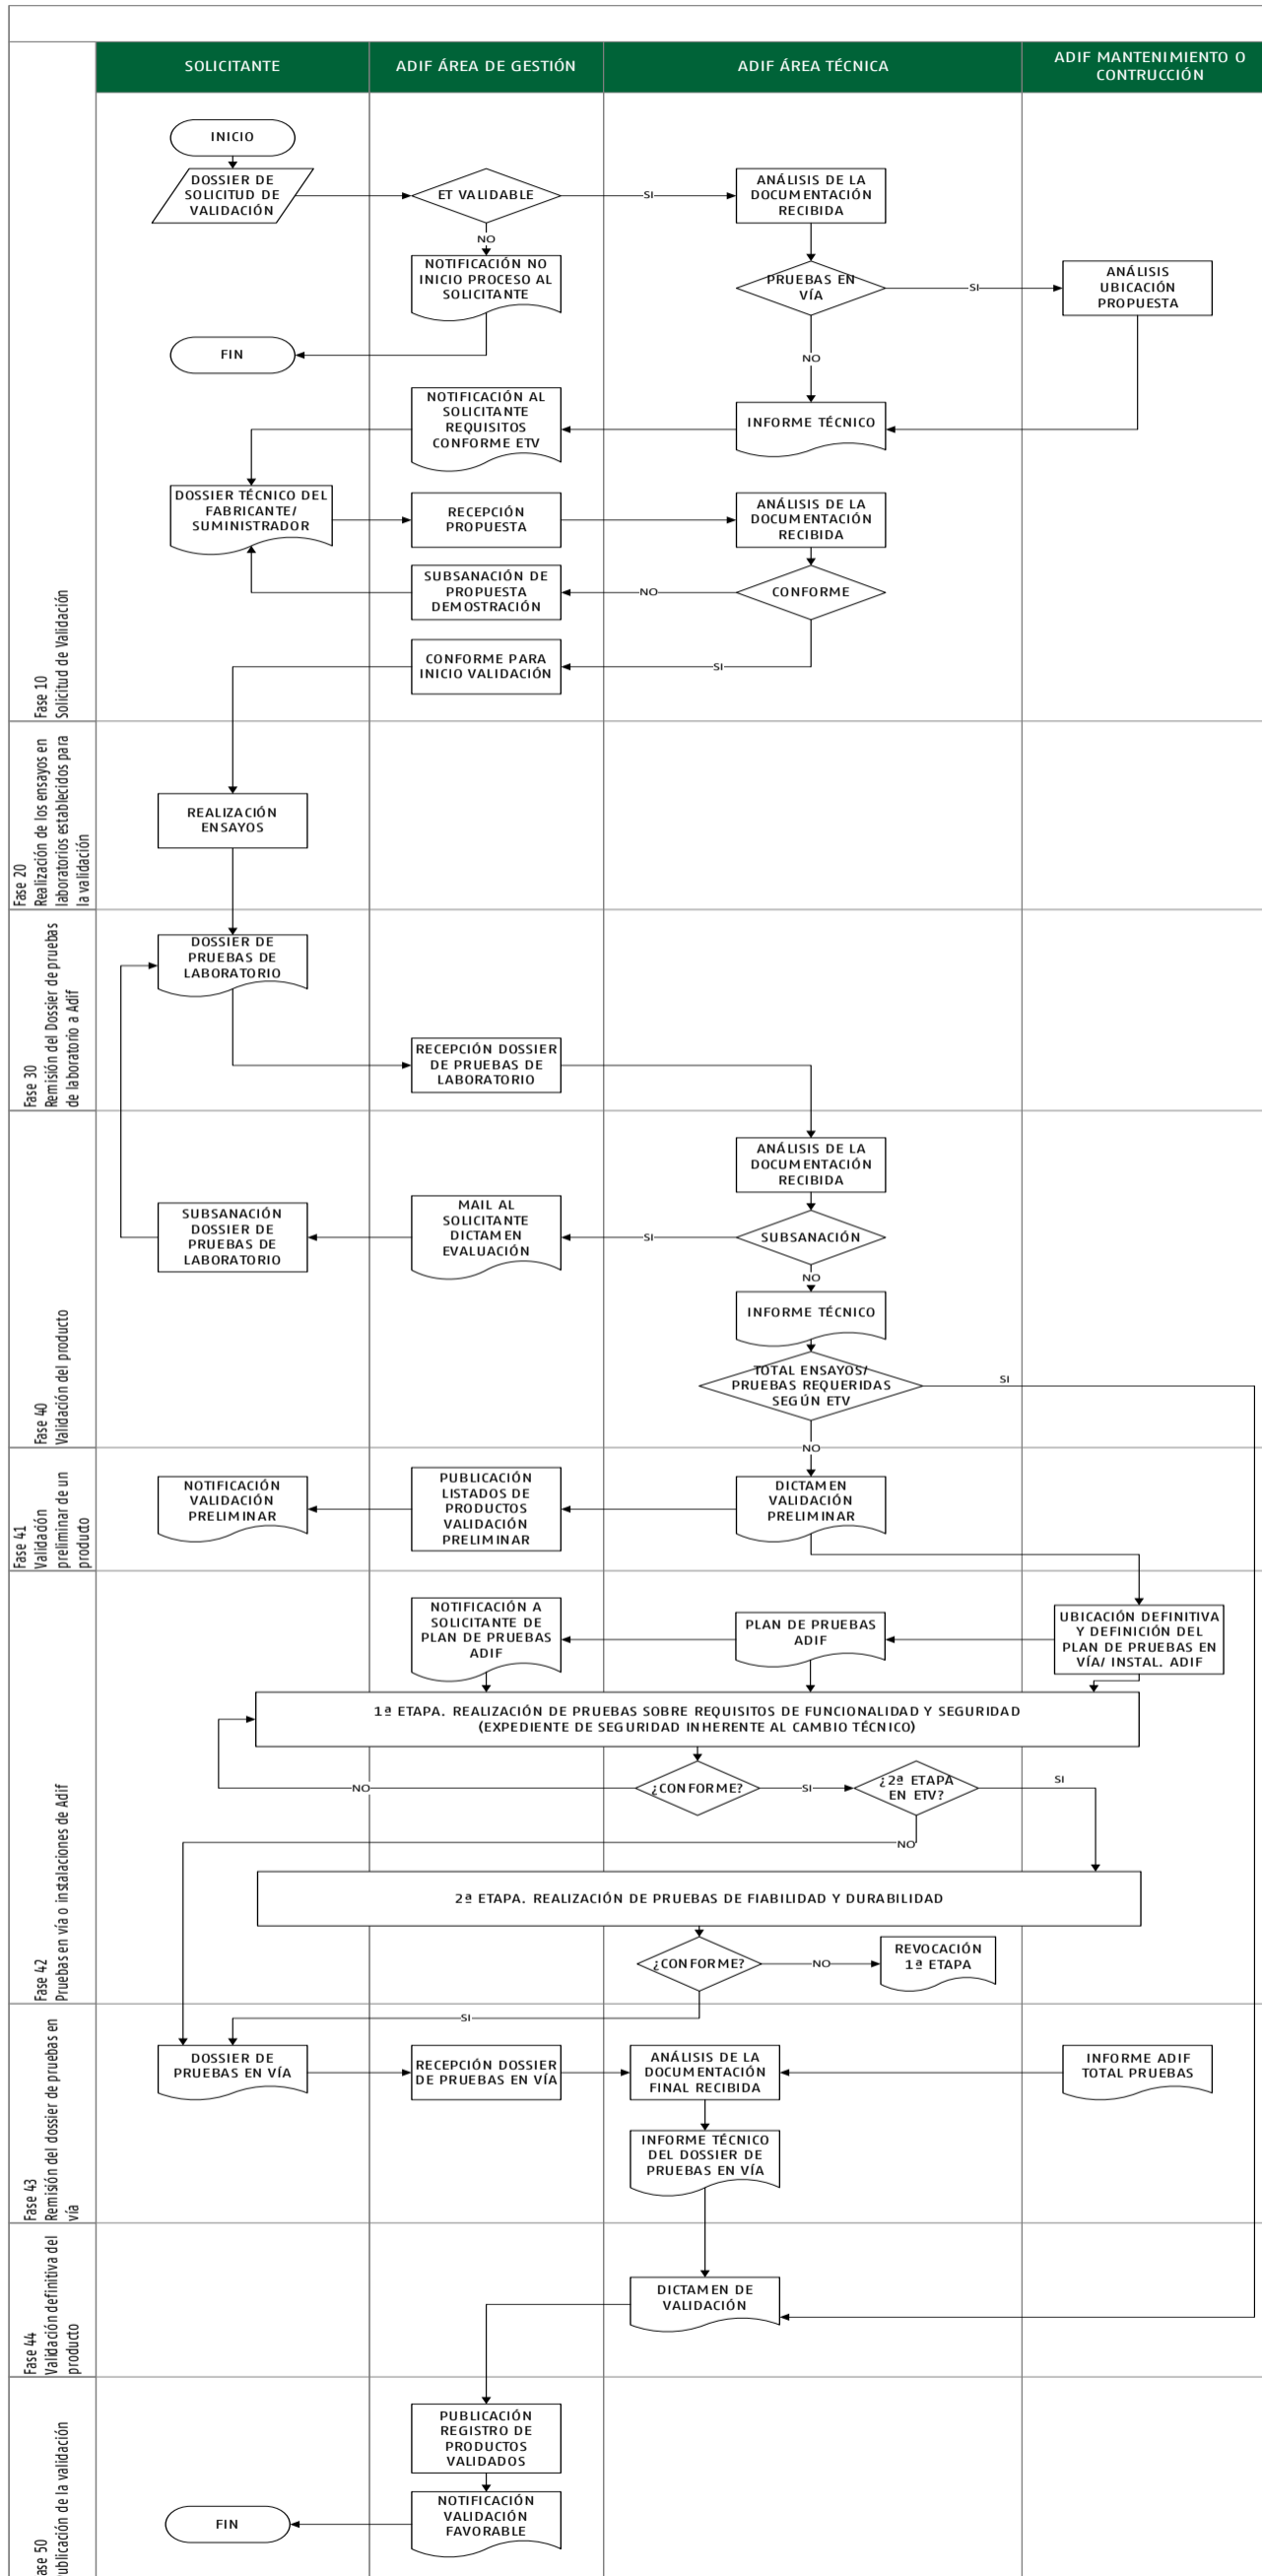 SOLICITANTE
ADIF ÁREA DE GESTIÓN
ADIF ÁREA TÉCNICA
ADIF MANTENIMIENTO O
CONTRUCCIÓN
Fase 10
Solicitud de Validación
INICIO
DOSSIER DE
SOLICITUD DE
VALIDACIÓN
ET VALIDABLE
SI
ANÁLISIS DE LA
DOCUMENTACIÓN
RECIBIDA
NO
NOTIFICACIÓN NO
INICIO PROCESO AL
SOLICITANTE
PRUEBAS EN
VÍA
SI
ANÁLISIS
UBICACIÓN
PROPUESTA
FIN
NO
NOTIFICACIÓN AL
SOLICITANTE
REQUISITOS
CONFORME ETV
INFORME TÉCNICO
DOSSIER TÉCNICO DEL
FABRICANTE/
SUMINISTRADOR
RECEPCIÓN
PROPUESTA
ANÁLISIS DE LA
DOCUMENTACIÓN
RECIBIDA
SUBSANACIÓN DE
PROPUESTA
DEMOSTRACIÓN
NO
CONFORME
CONFORME PARA
INICIO VALIDACIÓN
SI
Fase 20
Realización de los ensayos en
laboratorios establecidos para
la validación
REALIZACIÓN
ENSAYOS
Fase 30
Remisión del Dossier de pruebas
de laboratorio a Adif
DOSSIER DE
PRUEBAS DE
LABORATORIO
RECEPCIÓN DOSSIER
DE PRUEBAS DE
LABORATORIO
Fase 40
Validación del producto
ANÁLISIS DE LA
DOCUMENTACIÓN
RECIBIDA
SUBSANACIÓN
DOSSIER DE
PRUEBAS DE
LABORATORIO
MAIL AL
SOLICITANTE
DICTAMEN
EVALUACIÓN
SI
SUBSANACIÓN
NO
INFORME TÉCNICO
TOTAL ENSAYOS/
PRUEBAS REQUERIDAS
SEGÚN ETV
SI
NO
Fase 41
Validación
preliminar de un
producto
NOTIFICACIÓN
VALIDACIÓN
PRELIMINAR
PUBLICACIÓN
LISTADOS DE
PRODUCTOS
VALIDACIÓN
PRELIMINAR
DICTAMEN
VALIDACIÓN
PRELIMINAR
Fase 42
Pruebas en vía o instalaciones de Adif
NOTIFICACIÓN A
SOLICITANTE DE
PLAN DE PRUEBAS
ADIF
PLAN DE PRUEBAS
ADIF
UBICACIÓN DEFINITIVA
Y DEFINICIÓN DEL
PLAN DE PRUEBAS EN
VÍA/ INSTAL. ADIF
1ª ETAPA. REALIZACIÓN DE PRUEBAS SOBRE REQUISITOS DE FUNCIONALIDAD Y SEGURIDAD
(EXPEDIENTE DE SEGURIDAD INHERENTE AL CAMBIO TÉCNICO)
NO
¿CONFORME?
SI
¿2ª ETAPA
EN ETV?
SI
NO
2ª ETAPA. REALIZACIÓN DE PRUEBAS DE FIABILIDAD Y DURABILIDAD
¿CONFORME?
NO
REVOCACIÓN
1ª ETAPA
Fase 43
Remisión del dossier de pruebas en
vía
SI
DOSSIER DE
PRUEBAS EN VÍA
RECEPCIÓN DOSSIER
DE PRUEBAS EN VÍA
ANÁLISIS DE LA
DOCUMENTACIÓN
FINAL RECIBIDA
INFORME ADIF
TOTAL PRUEBAS
INFORME TÉCNICO
DEL DOSSIER DE
PRUEBAS EN VÍA
Fase 44
Validación definitiva del
producto
DICTAMEN DE
VALIDACIÓN
ase 50
ublicación de la validación
PUBLICACIÓN
REGISTRO DE
PRODUCTOS
VALIDADOS
FIN
NOTIFICACIÓN
VALIDACIÓN
FAVORABLE